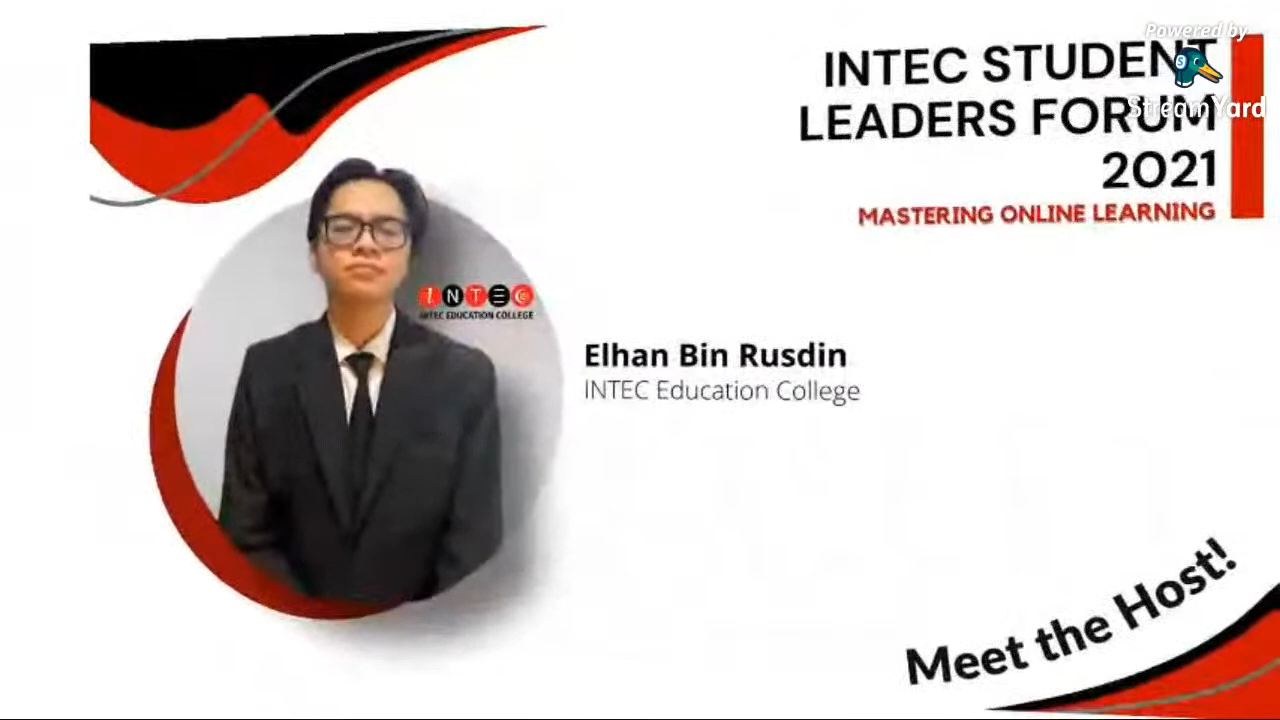 Powered by
StreamYard
INTEC STUDENT
LEADERS FORUM
2021
MASTERING ONLINE LEARNING
iNTEC
INTEC EDUCATION COLLEGE
Elhan Bin Rusdin
INTEC Education College
Meet the Host!